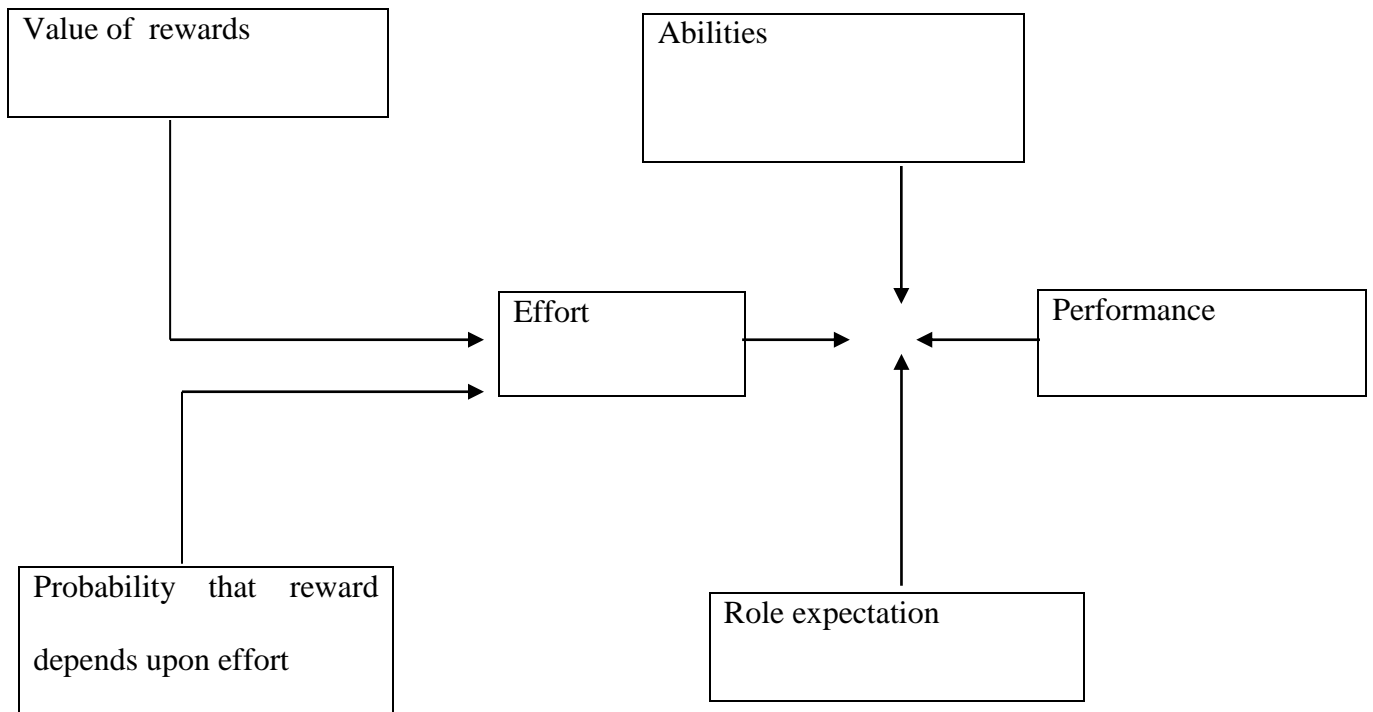 Value of rewards
Abilities
Effort
Performance
Probability that reward
depends upon effort
Role expectation